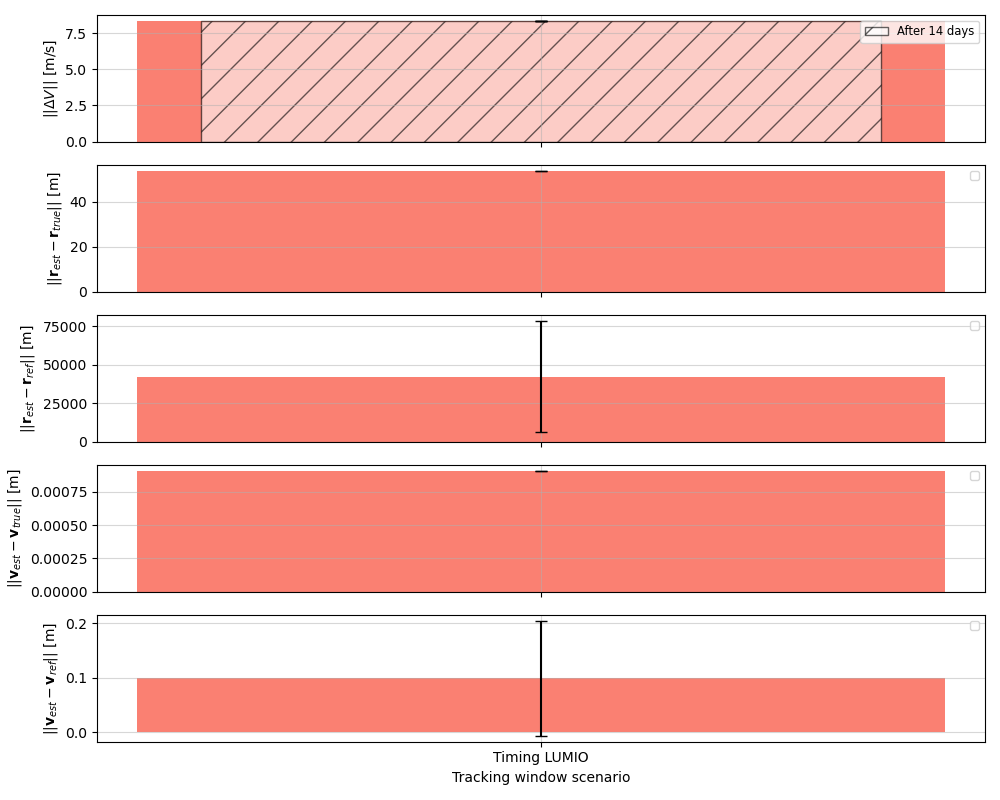 ||ΔV|| [m/s]
7.5
5.0
2.5
0.0
After 14 days
||r_est − r_true|| [m]
40
20
0
||r_est − r_ref|| [m]
75000
50000
25000
0
||v_est − v_true|| [m]
0.00075
0.00050
0.00025
0.00000
||v_est − v_ref|| [m]
0.2
0.1
0.0
Timing LUMIO
Tracking window scenario